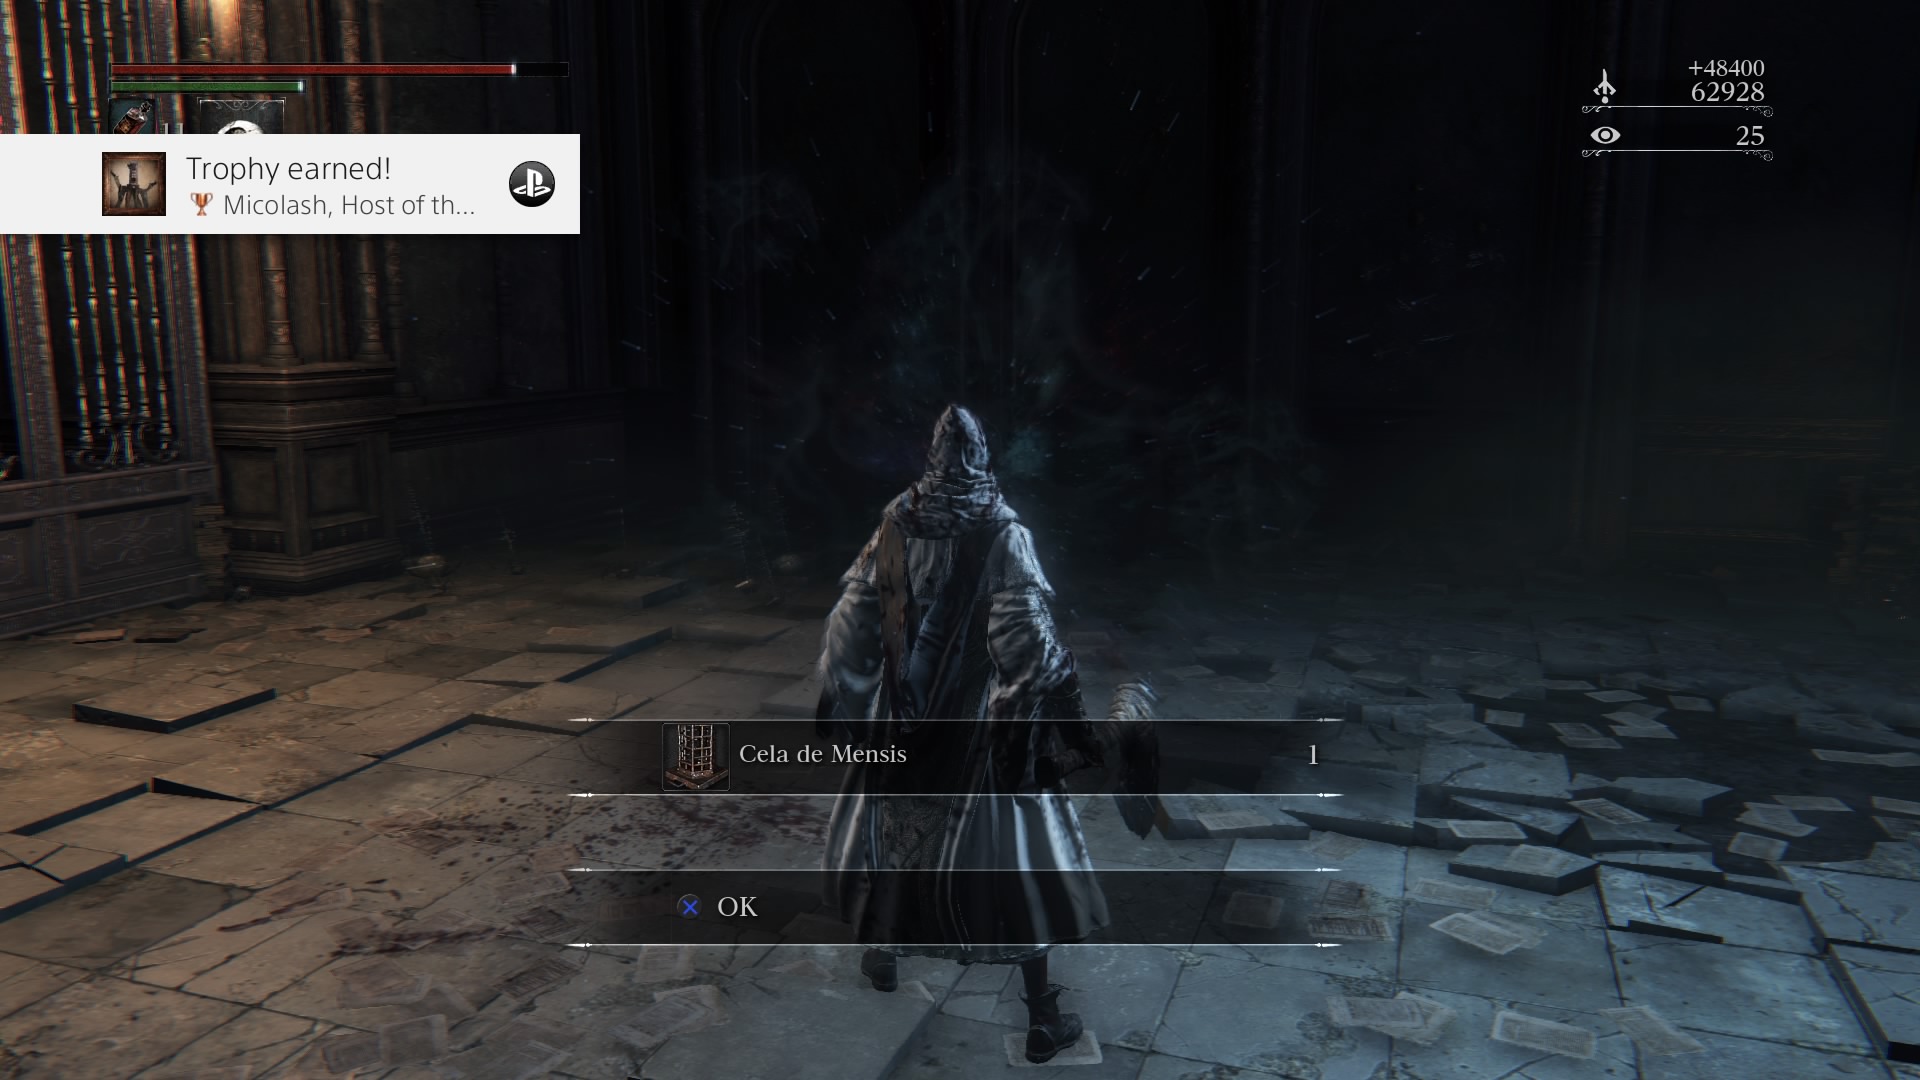 +48400
62928
25
Trophy earned!
Micolash, Host of th...
Cela de Mensis
1
OK